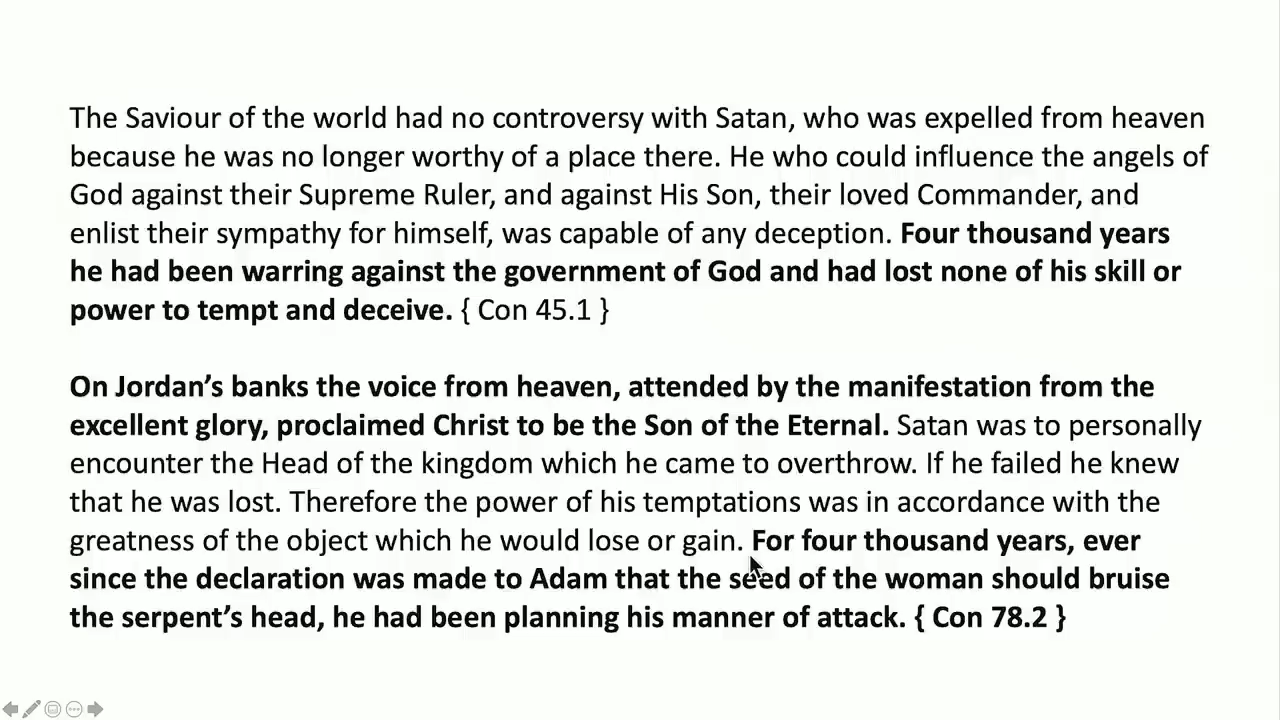 The Saviour of the world had no controversy with Satan, who was expelled from heaven
because he was no longer worthy of a place there. He who could influence the angels of
God against their Supreme Ruler, and against His Son, their loved Commander, and
enlist their sympathy for himself, was capable of any deception. Four thousand years
he had been warring against the government of God and had lost none of his skill or
power to tempt and deceive. { Con 45.1 }
On Jordan’s banks the voice from heaven, attended by the manifestation from the
excellent glory, proclaimed Christ to be the Son of the Eternal. Satan was to personally
encounter the Head of the kingdom which he came to overthrow. If he failed he knew
that he was lost. Therefore the power of his temptations was in accordance with the
greatness of the object which he would lose or gain. For four thousand years, ever
since the declaration was made to Adam that the seed of the woman should bruise
the serpent’s head, he had been planning his manner of attack. { Con 78.2 }